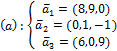 (a): { ā₁ = (8,9,0)
ā₂ = (0,1,−1)
ā₃ = (6,0,9)